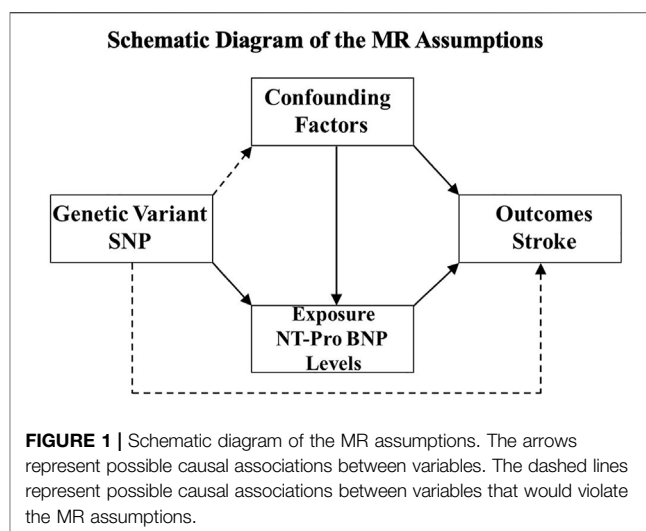 Schematic Diagram of the MR Assumptions
Confounding
Factors
Genetic Variant
SNP
Outcomes
Stroke
Exposure
NT-Pro BNP
Levels
FIGURE 1 | Schematic diagram of the MR assumptions. The arrows
represent possible causal associations between variables. The dashed lines
represent possible causal associations between variables that would violate
the MR assumptions.